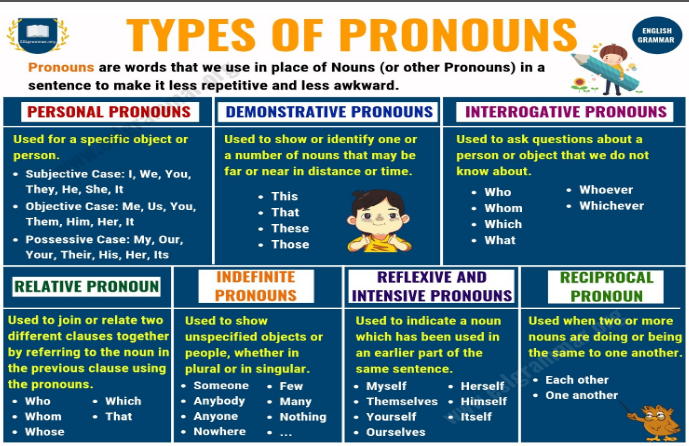 TYPES OF PRONOUNS
ENGLISH
GRAMMAR
Pronouns are words that we use in place of Nouns (or other Pronouns) in a
sentence to make it less repetitive and less awkward.
PERSONAL PRONOUNS
Used for a specific object or
person.
• Subjective Case: I, We, You,
They, He, She, It
• Objective Case: Me, Us, You,
Them, Him, Her, It
• Possessive Case: My, Our,
Your, Their, His, Her, Its
DEMONSTRATIVE PRONOUNS
Used to show or identify one or
a number of nouns that may be
far or near in distance or time.
• This
• That
• These
• Those
INTERROGATIVE PRONOUNS
Used to ask questions about a
person or object that we do not
know about.
• Who
• Whom
• Which
• What
• Whoever
• Whichever
RELATIVE PRONOUN
Used to join or relate two
different clauses together
by referring to the noun in
the previous clause using
the pronouns.
• Who
• Whom
• Whose
• Which
• That
INDEFINITE
PRONOUNS
Used to show
unspecified objects or
people, whether in
plural or in singular.
• Someone
• Anybody
• Anyone
• Nowhere
• Few
• Many
• Nothing
• ...
REFLEXIVE AND
INTENSIVE PRONOUNS
Used to indicate a noun
which has been used in
an earlier part of the
same sentence.
• Myself
• Themselves
• Yourself
• Ourselves
• Herself
• Himself
• Itself
RECIPROCAL
PRONOUN
Used when two or more
nouns are doing or being
the same to one another.
• Each other
• One another